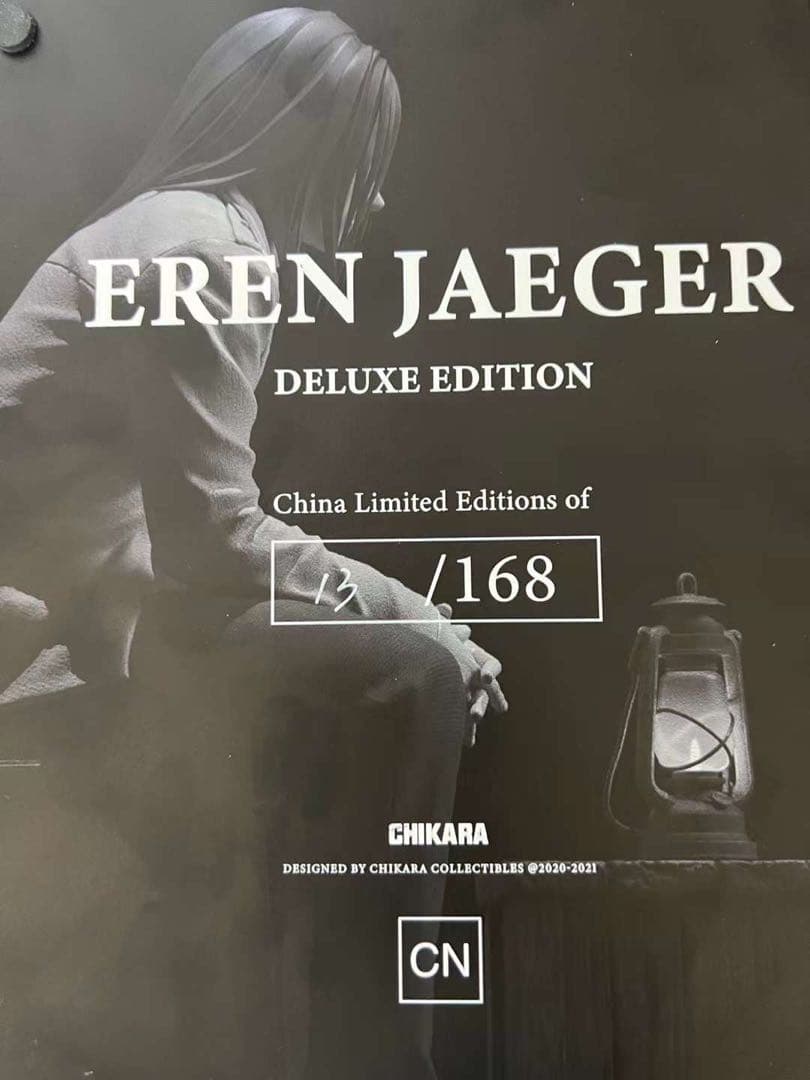 EREN JAEGER
DELUXE EDITION
China Limited Editions of
13 /168
CHIKARA
DESIGNED BY CHIKARA COLLECTIBLES @2020-2021
CN